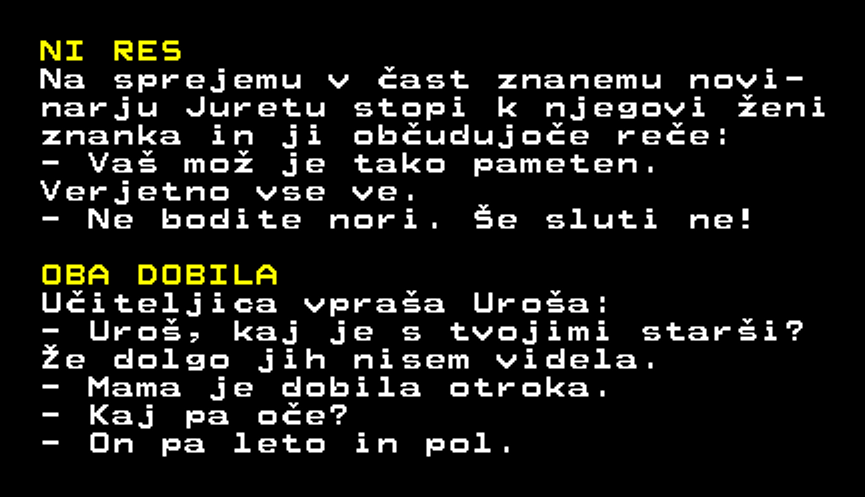 NI RES
Na sprejemu v čast znanemu novi-
narju Juretu stopi k njegovi ženi
znanka in ji občudujoče reče:
- Vaš mož je tako pameten.
Verjetno vse ve.
- Ne bodite nori. Še sluti ne!
OBA DOBILA
Učiteljica vpraša Uroša:
- Uroš, kaj je s tvojimi starši?
Že dolgo jih nisem videla.
- Mama je dobila otroka.
- Kaj pa oče?
- On pa leto in pol.